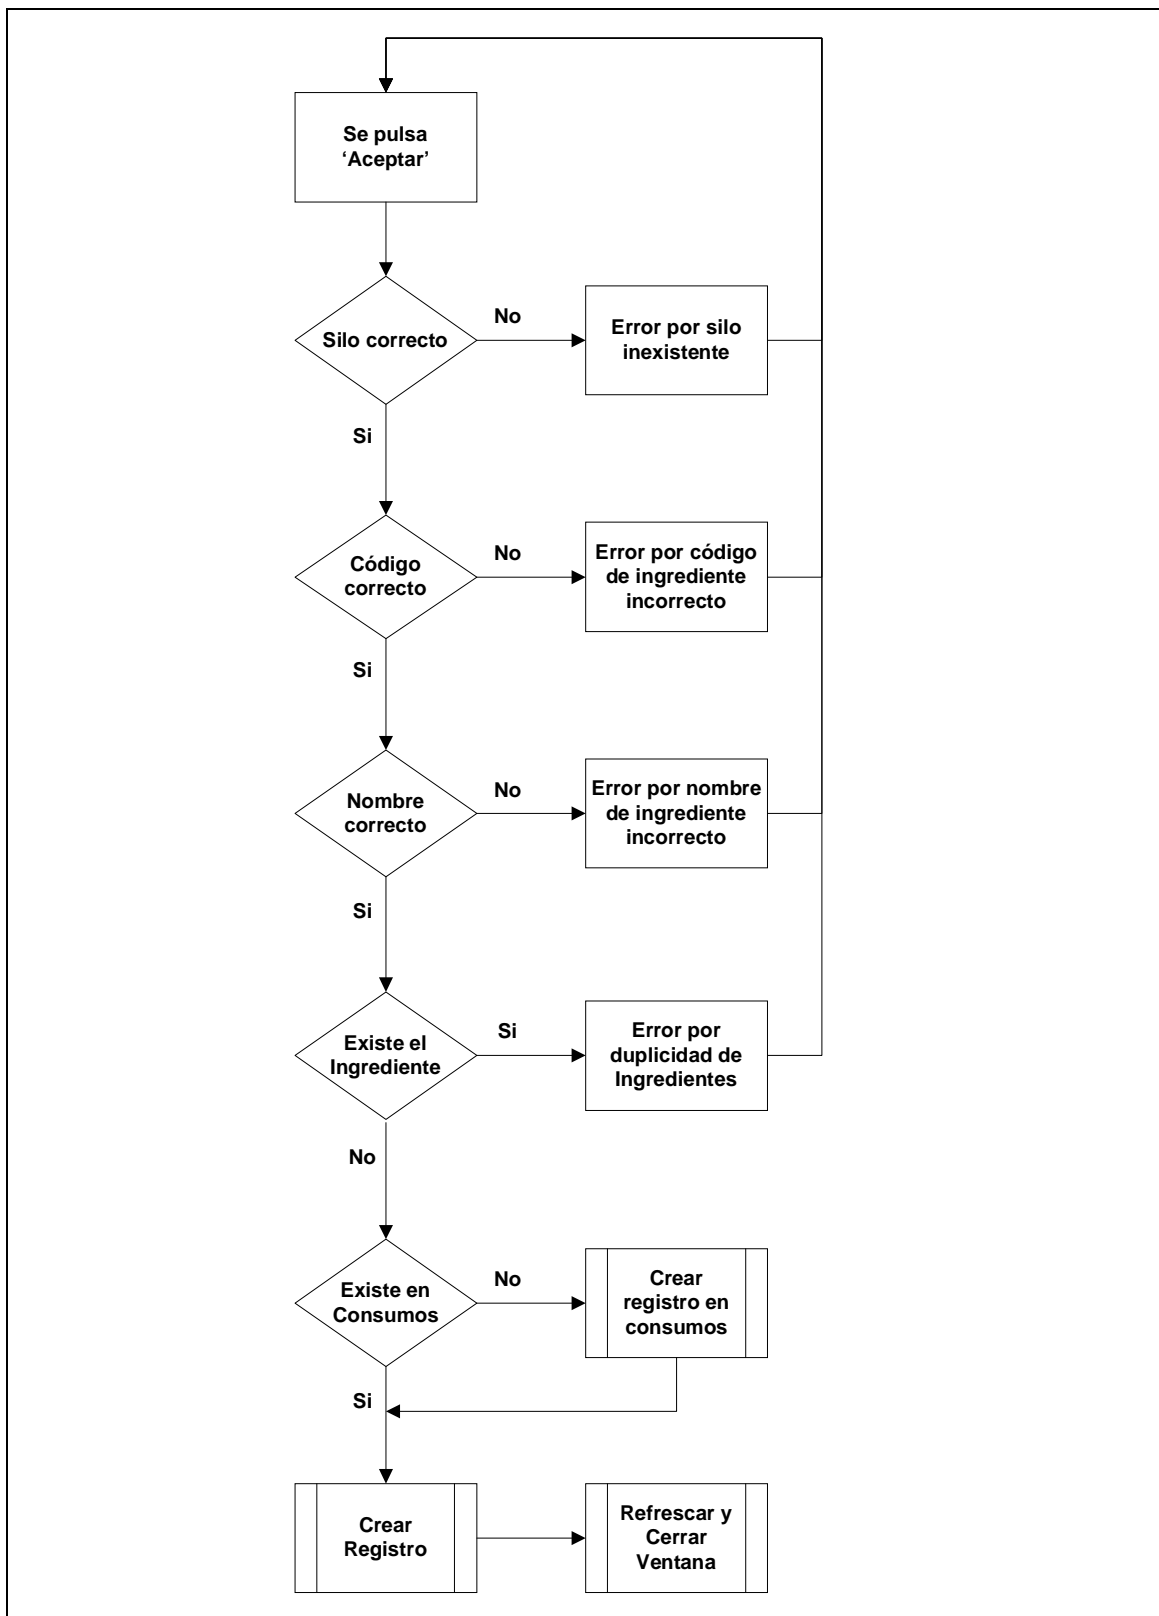 Se pulsa
‘Aceptar’
Silo correcto
No
Error por silo
inexistente
Si
Código
correcto
No
Error por código
de ingrediente
incorrecto
Si
Nombre
correcto
No
Error por nombre
de ingrediente
incorrecto
Si
Existe el
Ingrediente
Si
Error por
duplicidad de
Ingredientes
No
Existe en
Consumos
No
Crear
registro en
consumos
Si
Crear
Registro
Refrescar y
Cerrar
Ventana